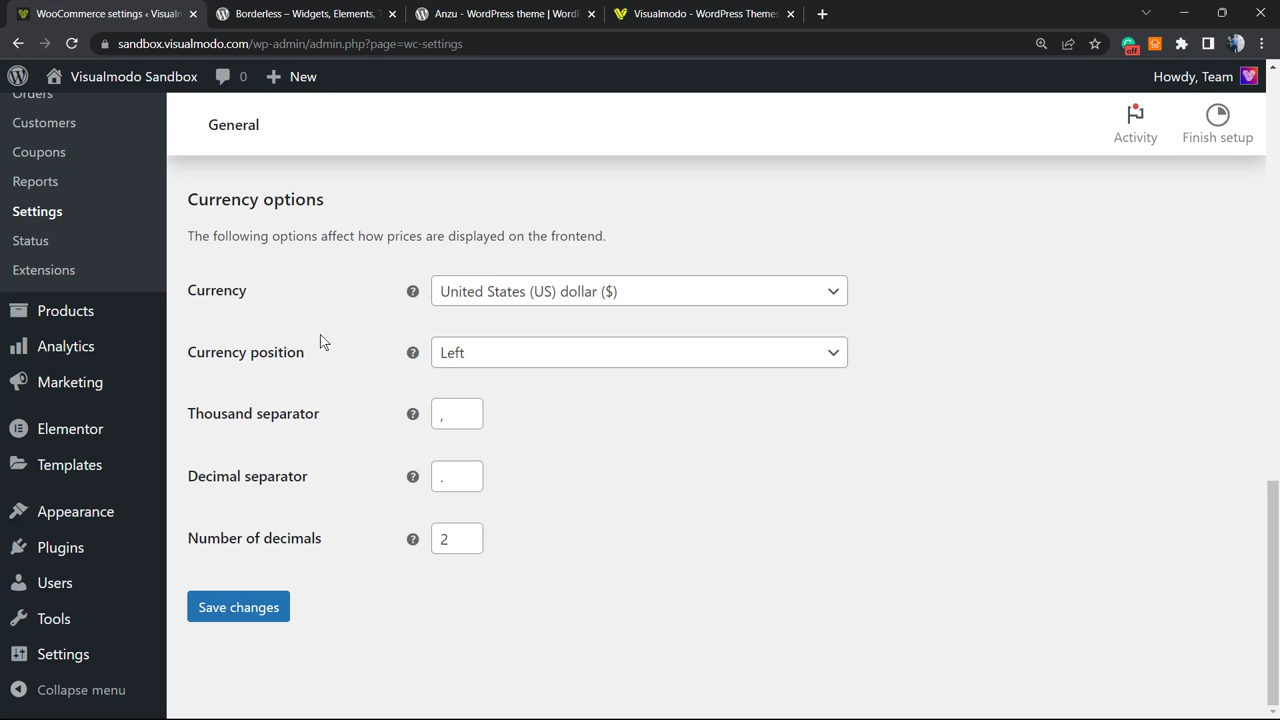 WooCommerce settings ‹ Visualm
Borderless – Widgets, Elements, T
Anzu - WordPress theme | WordF
Visualmodo - WordPress Themes
sandbox.visualmodo.com/wp-admin/admin.php?page=wc-settings
off
Visualmodo Sandbox
0
New
Howdy, Team
Orders
Customers
Coupons
Reports
Settings
Status
Extensions
Products
Analytics
Marketing
Elementor
Templates
Appearance
Plugins
Users
Tools
Settings
Collapse menu
General
Activity
Finish setup
Currency options
The following options affect how prices are displayed on the frontend.
Currency
United States (US) dollar ($)
Currency position
Left
Thousand separator
,
Decimal separator
.
Number of decimals
2
Save changes